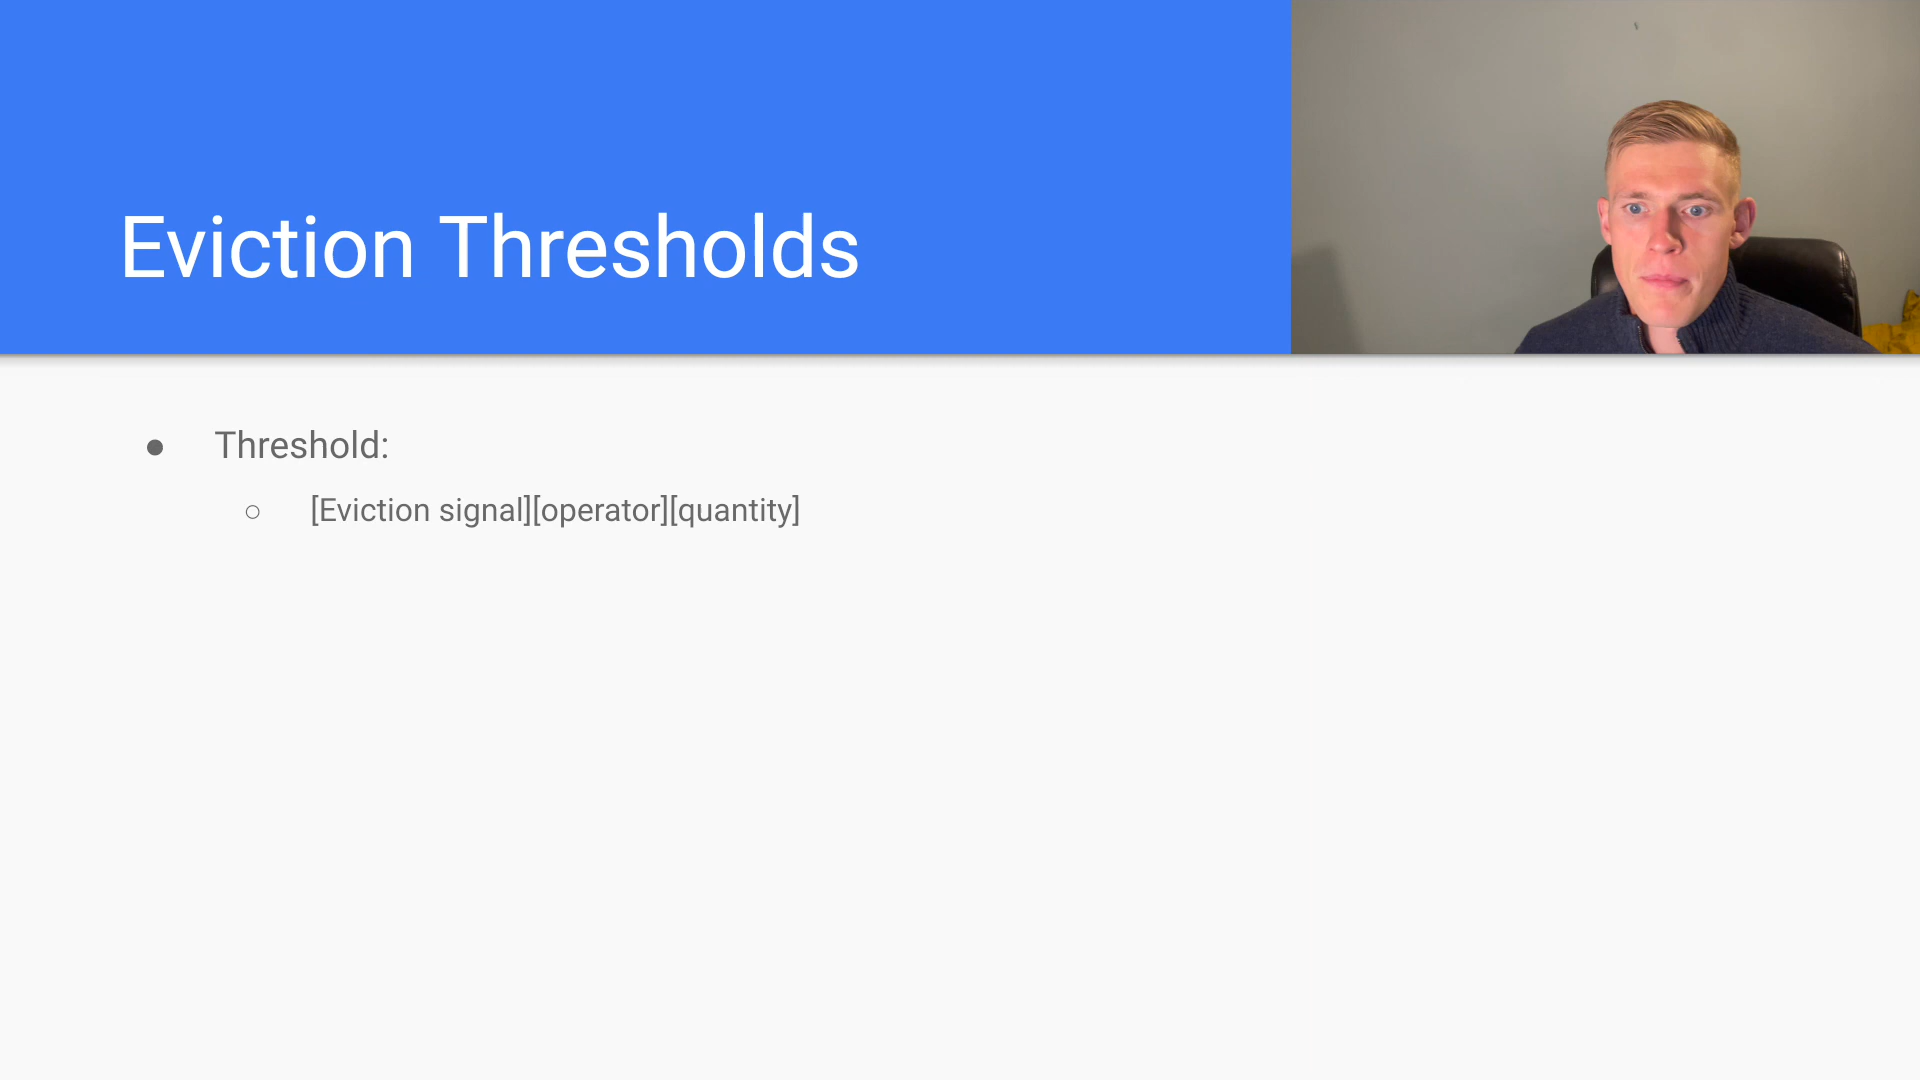 Eviction Thresholds
● Threshold:
○ [Eviction signal][operator][quantity]